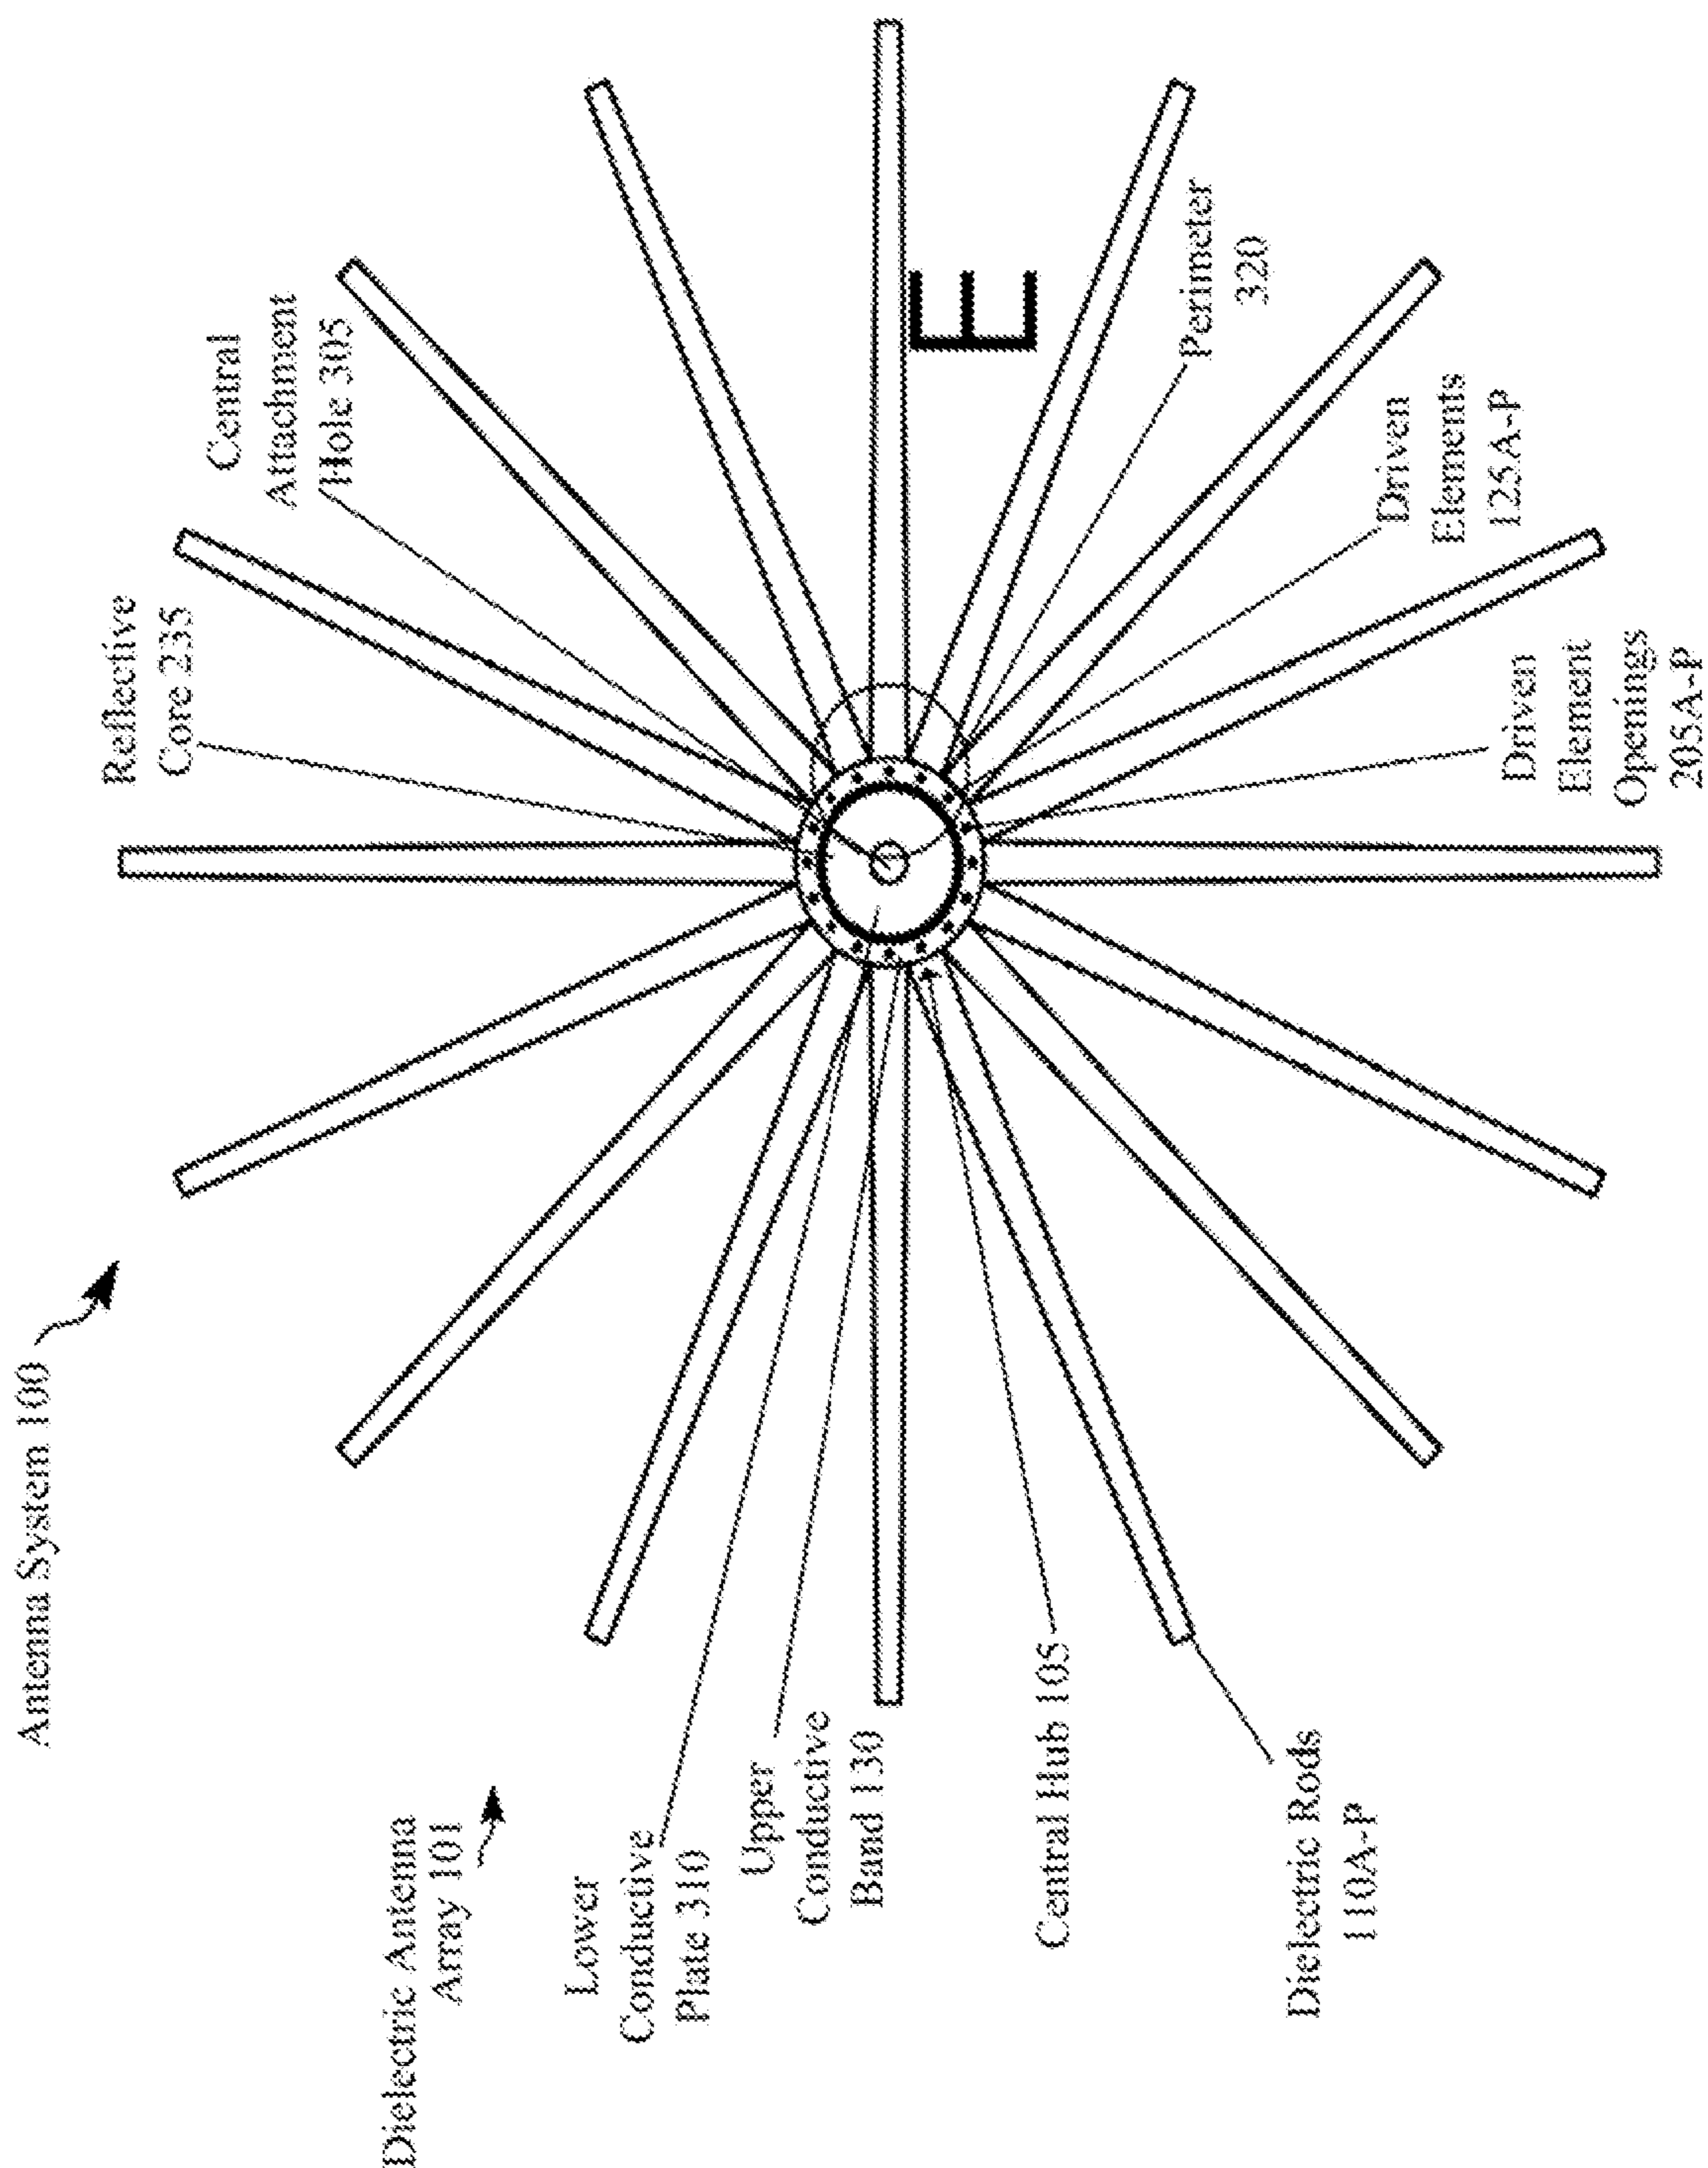 Antenna System 100
Dielectric Antenna
Array 101
Reflective
Core 235
Central
Attachment
Hole 305
Lower
Conductive
Plate 310
Upper
Conductive
Band 130
E
Central Hub 105
Perimeter
320
Dielectric Rods
110A-P
Driven
Elements
125A-P
Driven
Element
Openings
205A-P